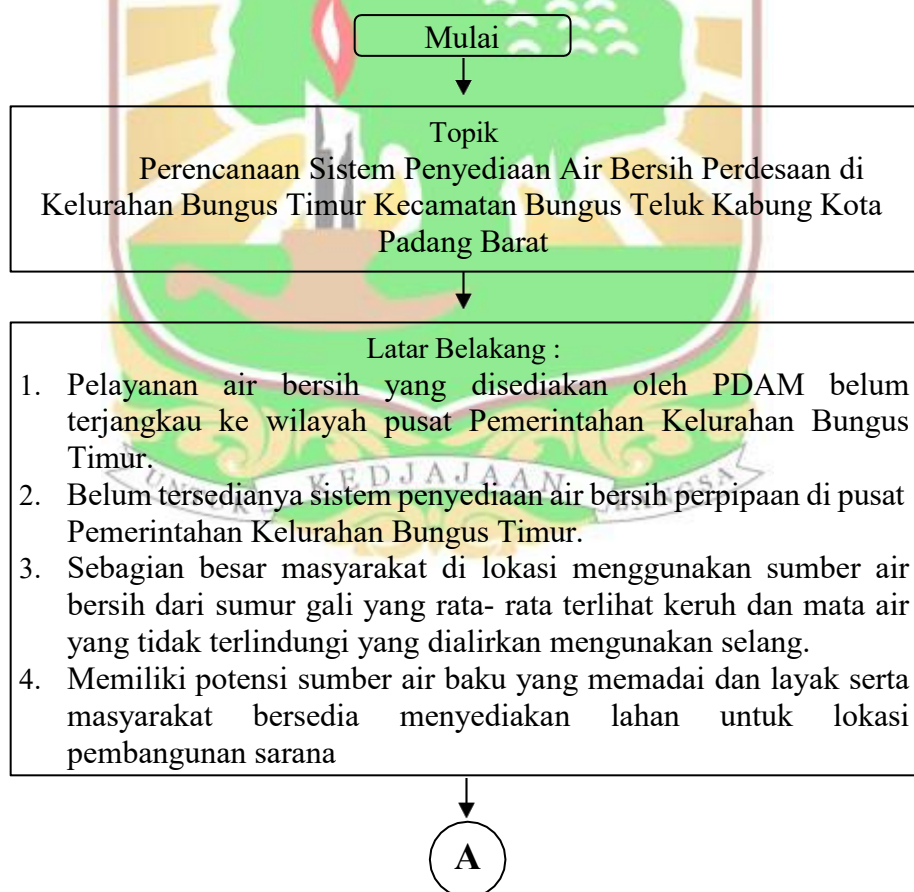 Mulai
Topik
Perencanaan Sistem Penyediaan Air Bersih Perdesaan di
Kelurahan Bungus Timur Kecamatan Bungus Teluk Kabung Kota
Padang Barat
Latar Belakang :
1. Pelayanan air bersih yang disediakan oleh PDAM belum
terjangkau ke wilayah pusat Pemerintahan Kelurahan Bungus
Timur.
KEDJAJAAN BANGSA
2. Belum tersedianya sistem penyediaan air bersih perpipaan di pusat
Pemerintahan Kelurahan Bungus Timur.
3. Sebagian besar masyarakat di lokasi menggunakan sumber air
bersih dari sumur gali yang rata- rata terlihat keruh dan mata air
yang tidak terlindungi yang dialirkan mengunakan selang.
4. Memiliki potensi sumber air baku yang memadai dan layak serta
masyarakat bersedia menyediakan lahan untuk lokasi
pembangunan sarana
A